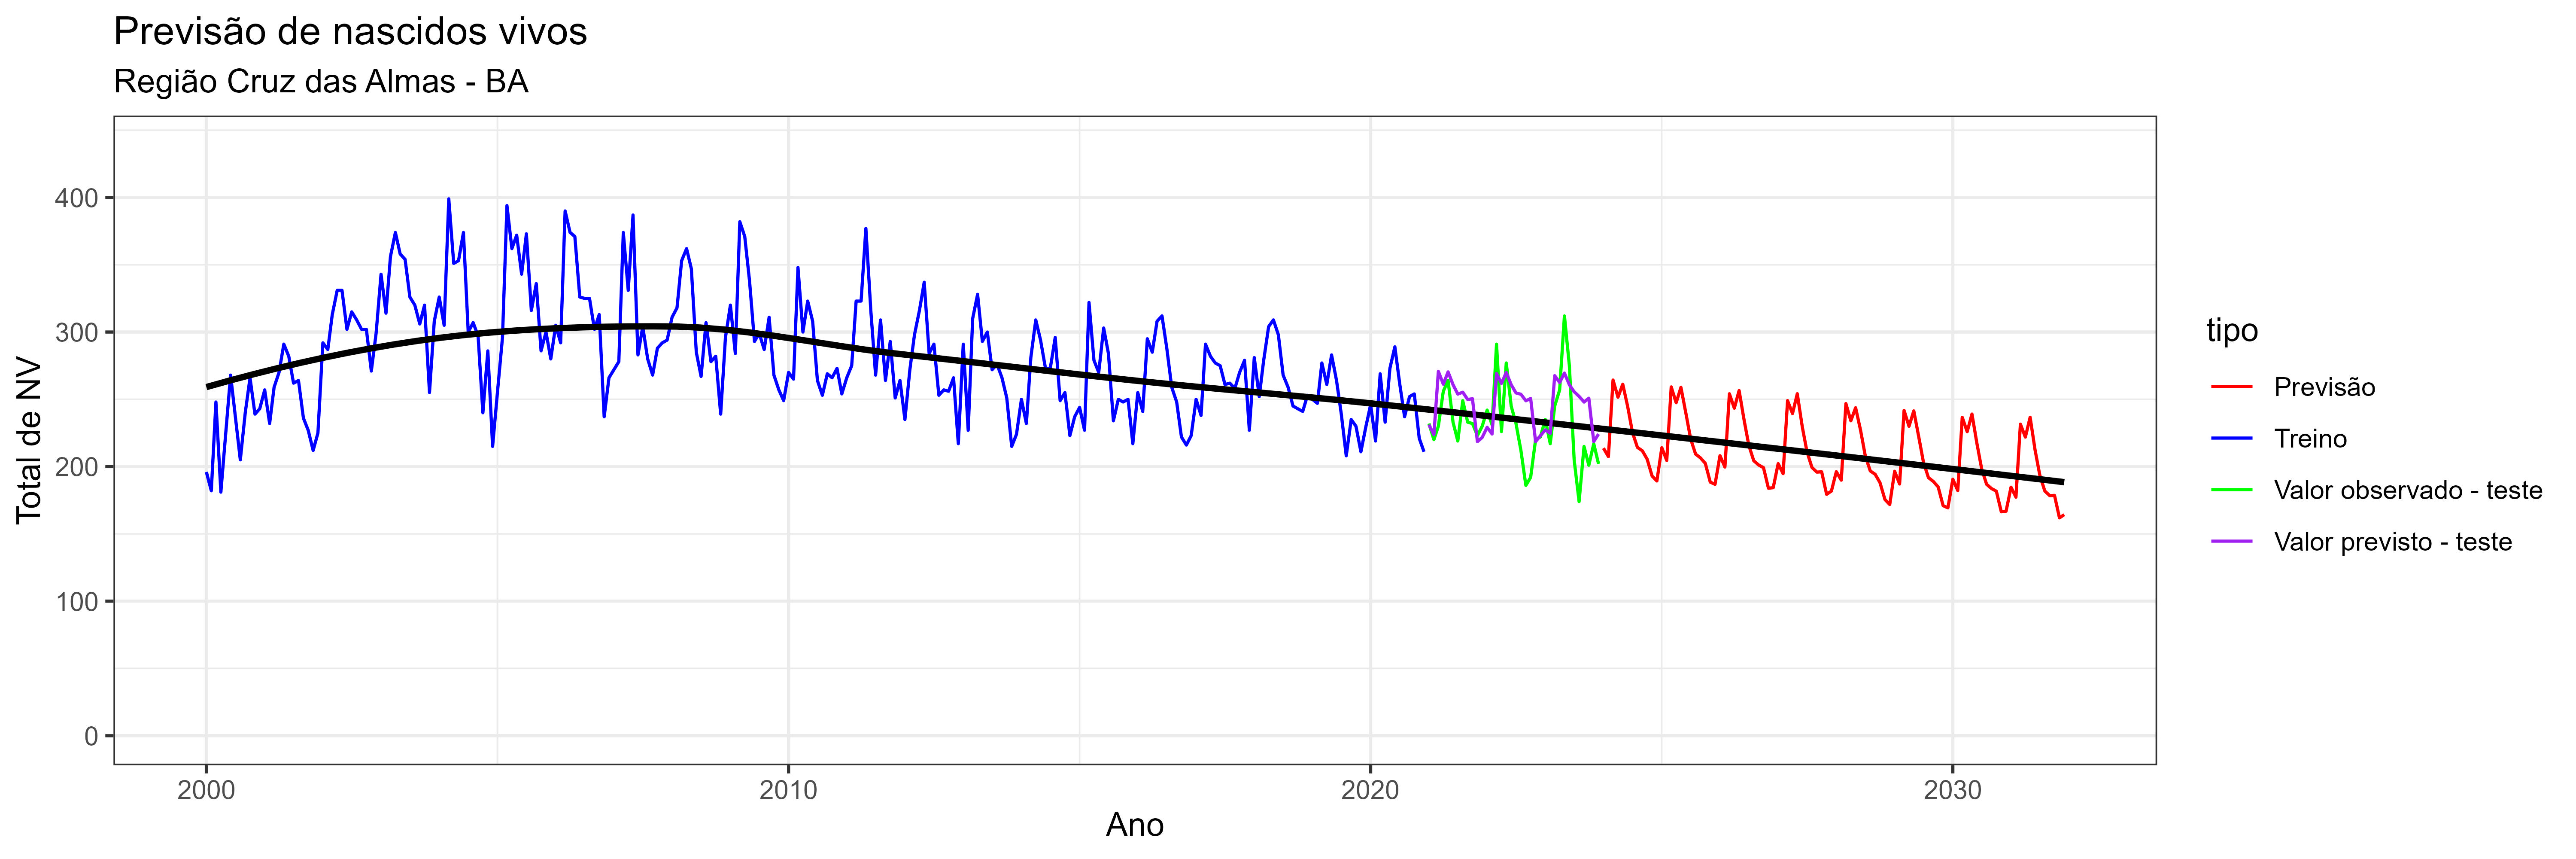 Previsão de nascidos vivos
Região Cruz das Almas - BA
Total de NV
400
300
200
100
0
2000
2010
2020
2030
Ano
tipo
Previsão
Treino
Valor observado - teste
Valor previsto - teste